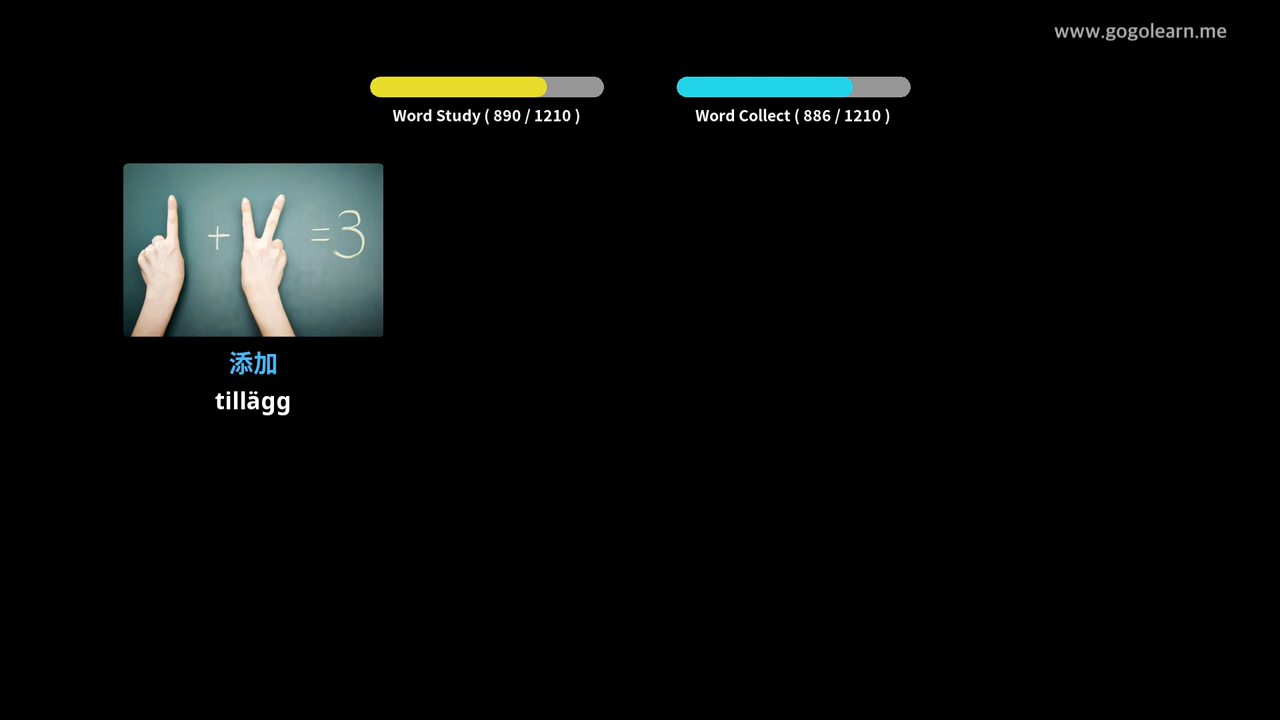 www.gogolearn.me
Word Study ( 890 / 1210 )
Word Collect ( 886 / 1210 )
+ =3
添加
tillägg